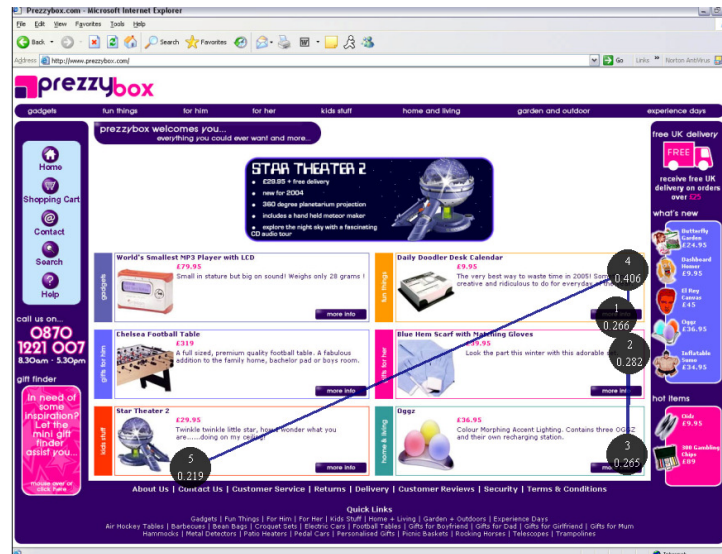 Prezzybox.com - Microsoft Internet Explorer
File Edit View Favorites Tools Help
Back Search Favorites
Address http://www.prezzybox.com/ Go Links Norton AntiVirus
prezzybox
gadgets fun things for him for her kids stuff home and living garden and outdoor experience days
prezzybox welcomes you...
everything you could ever want and more...
Home
Shopping Cart
Contact
Search
Help
call us on...
0870
1221 007
8.30am - 5.30pm
gift finder
In need of
some
inspiration?
Let the
mini gift
finder
assist you...
mouse over or
click here
STAR THEATER 2
£29.95 + free delivery
new for 2004
360 degree planetarium projection
includes a hand held meteor maker
explore the night sky with a fascinating
CD audio tour
gadgets
World's Smallest MP3 Player with LCD
£79.95
Small in stature but big on sound! Weighs only 28 grams !
more info
fun things
Daily Doodler Desk Calendar
£9.95
The very best way to waste time in 2005!
creative and ridiculous to do for everyday of
4
0.406
1
0.266
gifts for him
Chelsea Football Table
£319
A full sized, premium quality football table. A fabulous
addition to the family home, bachelor pad or boys room.
more info
gifts for her
Blue Hem Scarf with Matching Gloves
£39.95
Look the part this winter with this adorable
more info
2
0.282
kids stuff
Star Theater 2
£29.95
Twinkle twinkle little star, how I wonder what you
are......doing on my ceiling!
more info
5
0.219
home & living
Oggz
£36.95
Colour Morphing Accent Lighting. Contains three OGGZ
and their own recharging station.
3
0.265
free UK delivery
FREE
receive free UK
delivery on orders
over £25
what's new
Butterfly
Garden
£24.95
Dashboard
Homer
£9.95
El Rey
Canvas
£45
Oggz
£36.95
Inflatable
Sumo
£34.95
hot items
£9.95
300 Gambling
Chips
£89
About Us | Contact Us | Customer Service | Returns | Delivery | Customer Reviews | Security | Terms & Conditions
Quick Links
Gadgets | Fun Things | For Him | For Her | Kids Stuff | Home + Living | Garden + Outdoors | Experience Days
Air Hockey Tables | Barbecues | Bean Bags | Croquet Sets | Electric Cars | Football Tables | Gifts for Boyfriend | Gifts for Dad | Gifts for Girlfriend | Gifts for Mum
Hammocks | Metal Detectors | Patio Heaters | Pedal Cars | Personalised Gifts | Picnic Baskets | Rocking Horses | Telescopes | Trampolines
Internet